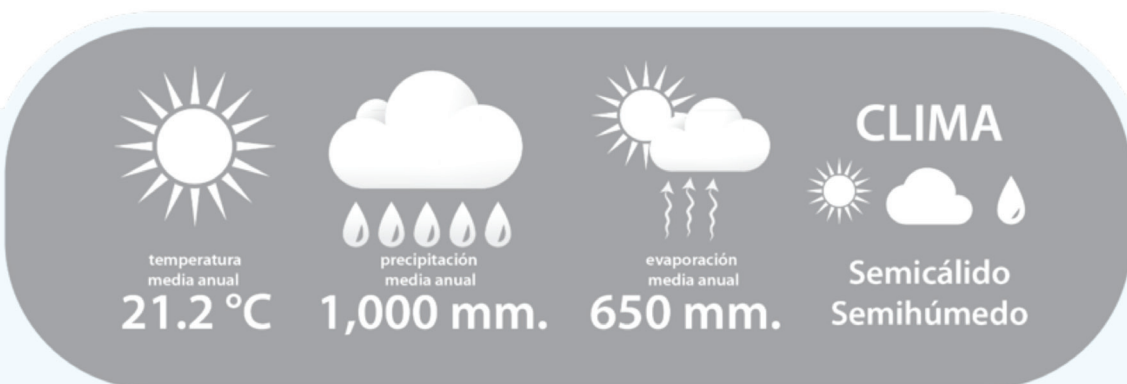 temperatura
media anual
21.2 °C
precipitación
media anual
1,000 mm.
evaporación
media anual
650 mm.
CLIMA
Semicálido
Semihúmedo